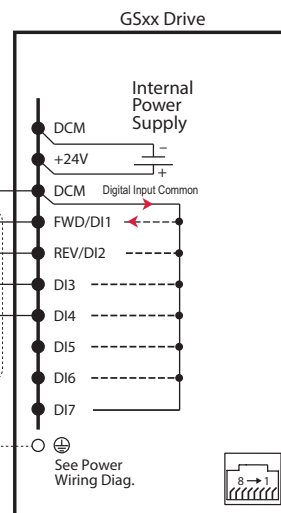 GSxx Drive
Internal
Power
Supply
DCM
−
+24V
+
DCM
Digital Input Common
FWD/DI1
REV/DI2
DI3
DI4
DI5
DI6
DI7
See Power
Wiring Diag.
8→1